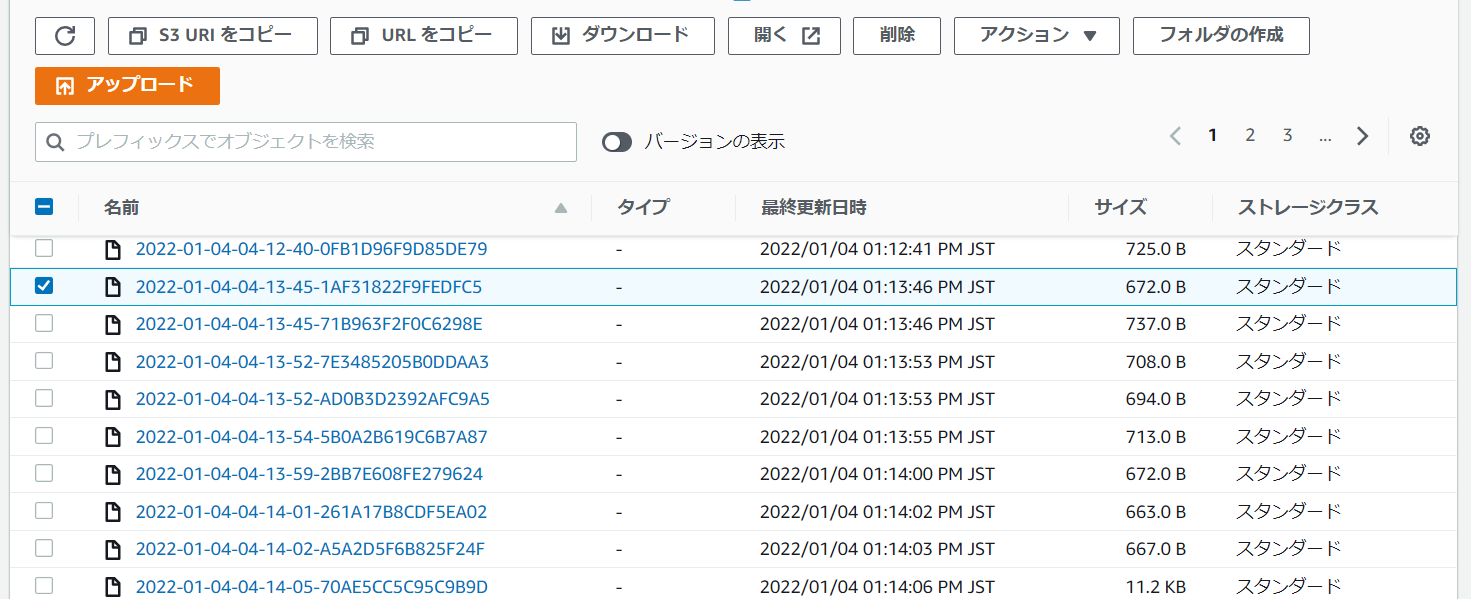 S3 URI をコピー URL をコピー ダウンロード 開く 削除 アクション ▼ フォルダの作成
アップロード
プレフィックスでオブジェクトを検索 バージョンの表示 1 2 3 ...
名前 タイプ 最終更新日時 サイズ ストレージクラス
2022-01-04-04-12-40-0FB1D96F9D85DE79 - 2022/01/04 01:12:41 PM JST 725.0 B スタンダード
2022-01-04-04-13-45-1AF31822F9FEDFC5 - 2022/01/04 01:13:46 PM JST 672.0 B スタンダード
2022-01-04-04-13-45-71B963F2F0C6298E - 2022/01/04 01:13:46 PM JST 737.0 B スタンダード
2022-01-04-04-13-52-7E3485205B0DDAA3 - 2022/01/04 01:13:53 PM JST 708.0 B スタンダード
2022-01-04-04-13-52-AD0B3D2392AFC9A5 - 2022/01/04 01:13:53 PM JST 694.0 B スタンダード
2022-01-04-04-13-54-5B0A2B619C6B7A87 - 2022/01/04 01:13:55 PM JST 713.0 B スタンダード
2022-01-04-04-13-59-2BB7E608FE279624 - 2022/01/04 01:14:00 PM JST 672.0 B スタンダード
2022-01-04-04-14-01-261A17B8CDF5EA02 - 2022/01/04 01:14:02 PM JST 663.0 B スタンダード
2022-01-04-04-14-02-A5A2D5F6B825F24F - 2022/01/04 01:14:03 PM JST 667.0 B スタンダード
2022-01-04-04-14-05-70AE5CC5C95C9B9D - 2022/01/04 01:14:06 PM JST 11.2 KB スタンダード